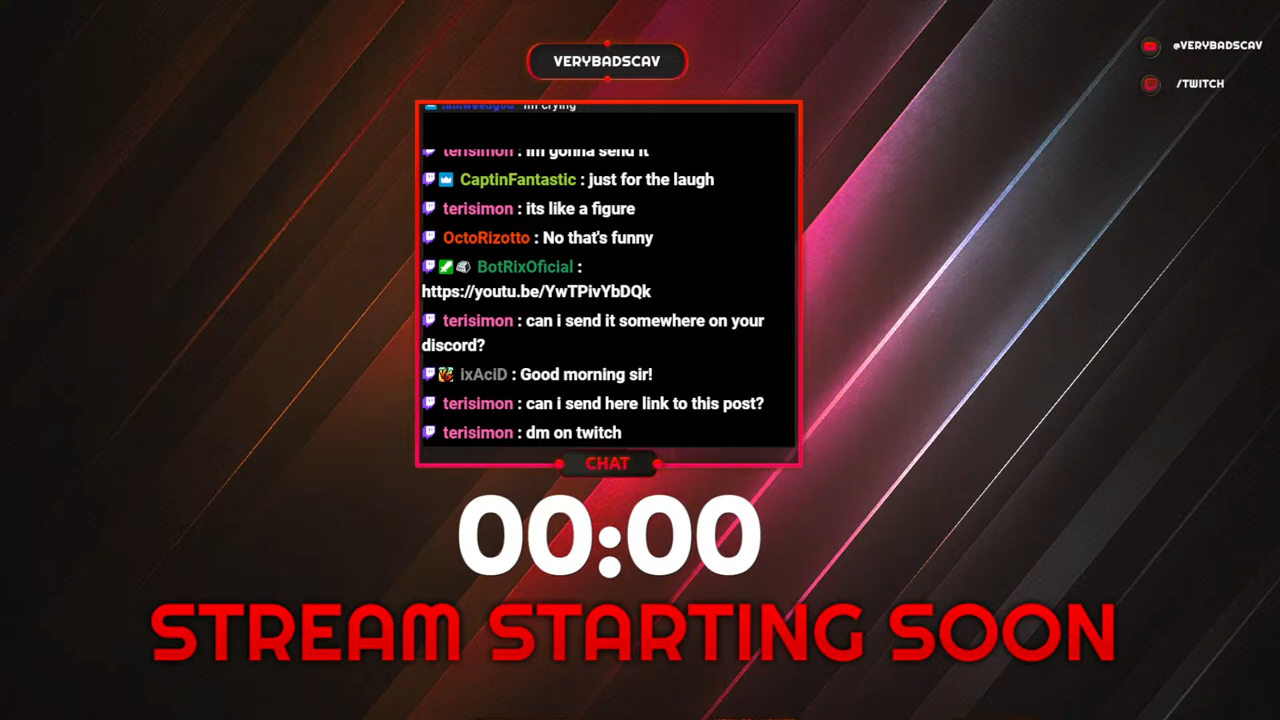 VERYBADSCAV
@VERYBADSCAV
/TWITCH
im crying
terisimon : im gonna send it
CaptinFantastic : just for the laugh
terisimon : its like a figure
OctoRizotto : No that's funny
BotRixOficial :
https://youtu.be/YwTPivYbDQk
terisimon : can i send it somewhere on your
discord?
ixAciD : Good morning sir!
terisimon : can i send here link to this post?
terisimon : dm on twitch
CHAT
00:00
STREAM STARTING SOON